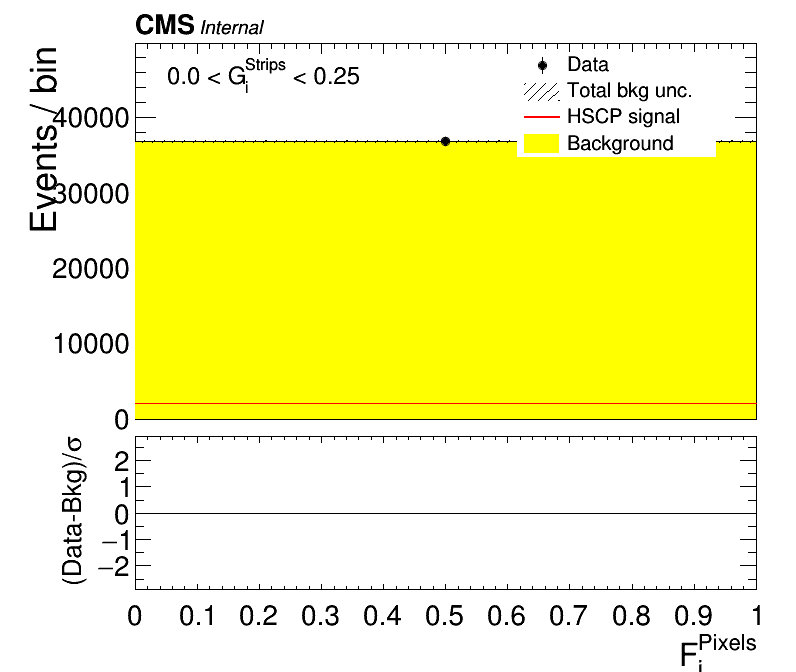 CMS Internal
0.0 < G_i^Strips < 0.25
Data
Total bkg unc.
HSCP signal
Background
Events / bin
40000
30000
20000
10000
0
(Data-Bkg)/σ
2
1
0
−1
−2
0 0.1 0.2 0.3 0.4 0.5 0.6 0.7 0.8 0.9 1
F_i^Pixels